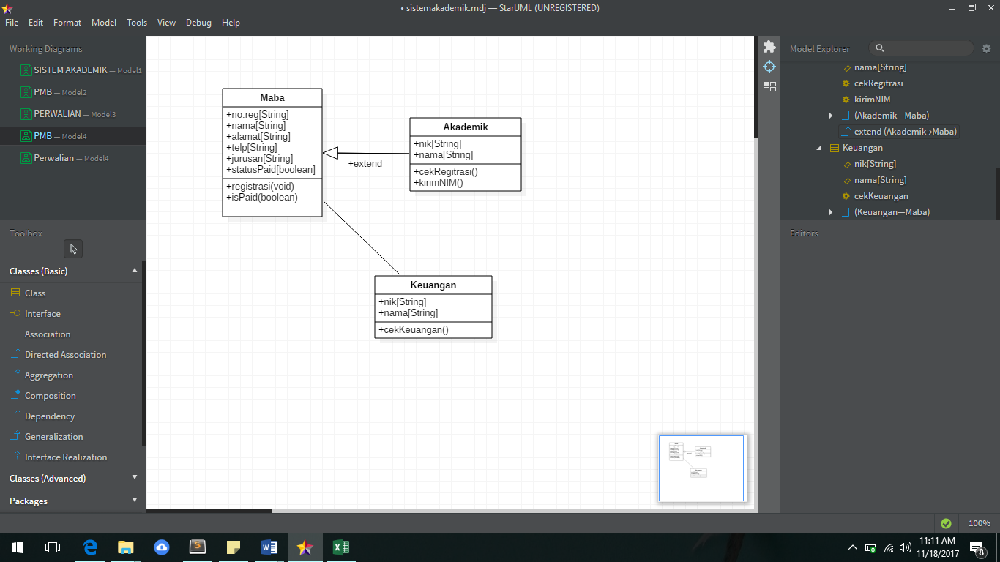 • sistemakademik.mdj — StarUML (UNREGISTERED)
File Edit Format Model Tools View Debug Help
Working Diagrams
SISTEM AKADEMIK — Model1
PMB — Model2
PERWALIAN — Model3
PMB — Model4
Perwalian — Model4
Toolbox
Classes (Basic)
Class
Interface
Association
Directed Association
Aggregation
Composition
Dependency
Generalization
Interface Realization
Classes (Advanced)
Packages
Maba
+no.reg[String]
+nama[String]
+alamat[String]
+telp[String]
+jurusan[String]
+statusPaid[boolean]
+registrasi(void)
+isPaid(boolean)
+extend
Akademik
+nik[String]
+nama[String]
+cekRegitrasi()
+kirimNIM()
Keuangan
+nik[String]
+nama[String]
+cekKeuangan()
Model Explorer
nama[String]
cekRegitrasi
kirimNIM
(Akademik—Maba)
extend (Akademik→Maba)
Keuangan
nik[String]
nama[String]
cekKeuangan
(Keuangan—Maba)
Editors
100%
11:11 AM
11/18/2017
8